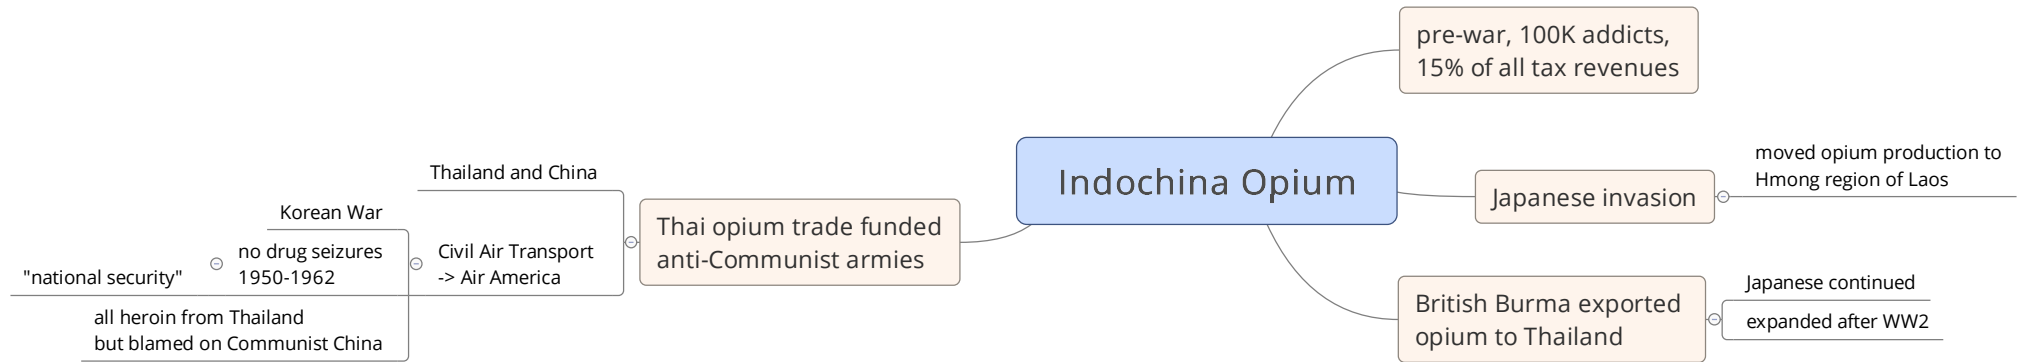 Indochina Opium
pre-war, 100K addicts,
15% of all tax revenues
Japanese invasion
moved opium production to
Hmong region of Laos
British Burma exported
opium to Thailand
Japanese continued
expanded after WW2
Thai opium trade funded
anti-Communist armies
Thailand and China
Civil Air Transport
-> Air America
Korean War
no drug seizures
1950-1962
"national security"
all heroin from Thailand
but blamed on Communist China